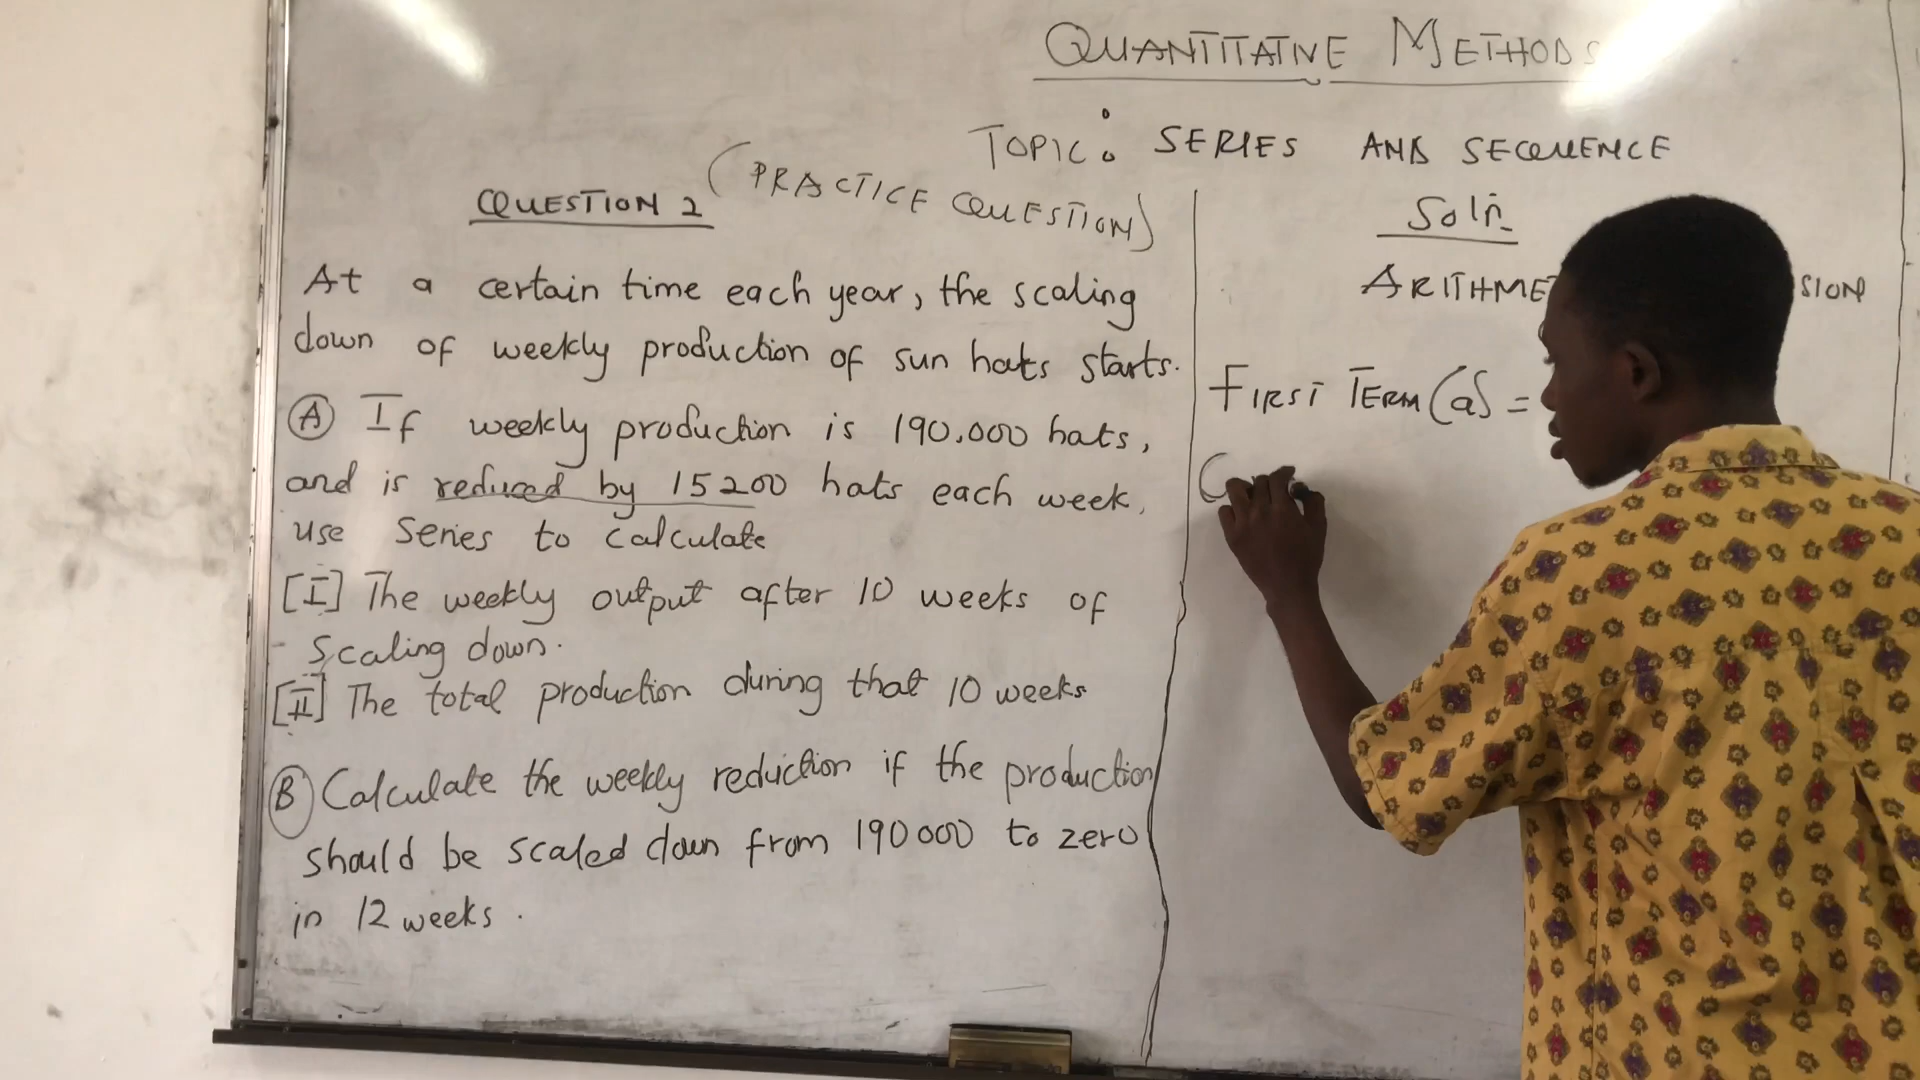 QUANTITATIVE METHODS
TOPIC: SERIES AND SEQUENCE
QUESTION 2 (PRACTICE QUESTION)
At a certain time each year, the scaling
down of weekly production of sun hats starts.
(A) If weekly production is 190,000 hats,
and is reduced by 15200 hats each week,
use series to calculate
[I] The weekly output after 10 weeks of
scaling down.
[II] The total production during that 10 weeks
(B) Calculate the weekly reduction if the production
should be scaled down from 190000 to zero
in 12 weeks.
Soln
ARITHME SION
FIRST TERM (a) =